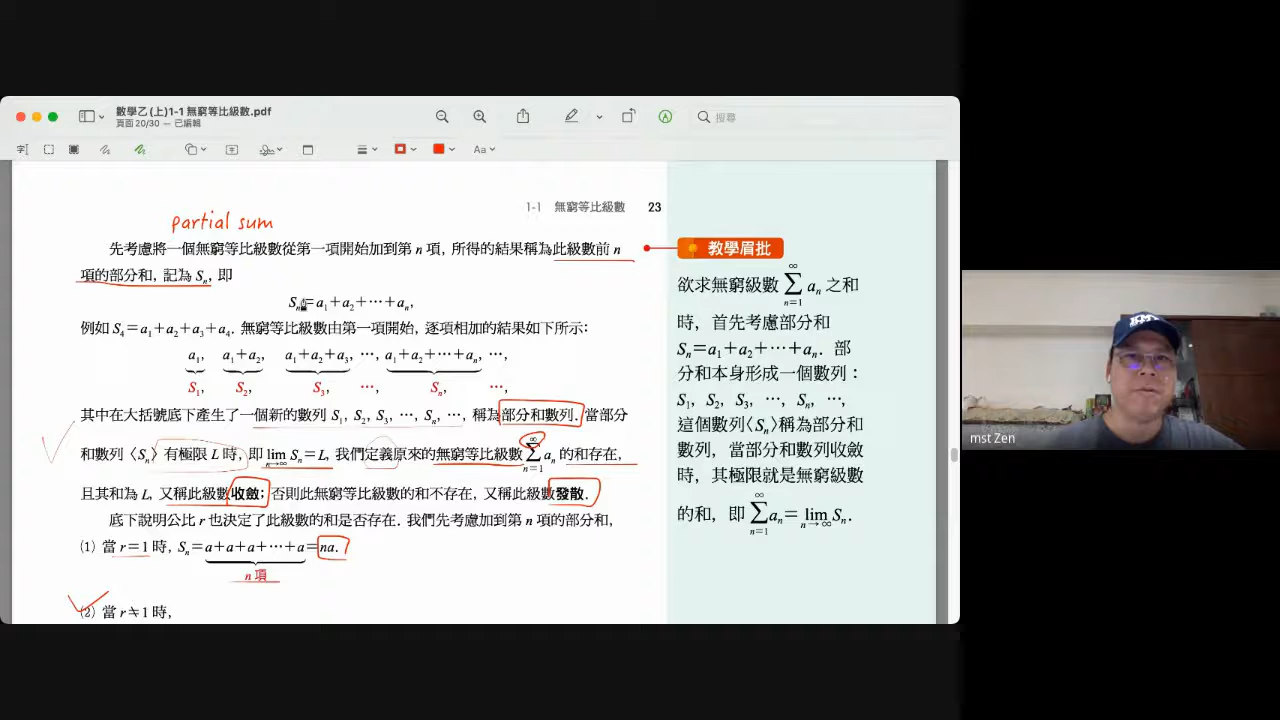 數學乙(上)1-1 無窮等比級數.pdf
頁面 20/30 — 已編輯
搜尋
Aa
1-1 無窮等比級數 23
partial sum
先考慮將一個無窮等比級數從第一項開始加到第 n 項, 所得的結果稱為此級數前 n
項的部分和, 記為 Sₙ, 即
Sₙ=a₁+a₂+⋯+aₙ,
例如 S₄=a₁+a₂+a₃+a₄. 無窮等比級數由第一項開始, 逐項相加的結果如下所示:
a₁, a₁+a₂, a₁+a₂+a₃, ⋯, a₁+a₂+⋯+aₙ, ⋯,
S₁, S₂, S₃, ⋯, Sₙ, ⋯,
其中在大括號底下產生了一個新的數列 S₁, S₂, S₃, ⋯, Sₙ, ⋯, 稱為部分和數列. 當部分
和數列〈Sₙ〉有極限 L 時, 即 lim n→∞ Sₙ=L, 我們定義原來的無窮等比級數 ∞ Σ n=1 aₙ 的和存在,
且其和為 L, 又稱此級數收斂; 否則此無窮等比級數的和不存在, 又稱此級數發散.
底下說明公比 r 也決定了此級數的和是否存在. 我們先考慮加到第 n 項的部分和,
(1) 當 r=1 時, Sₙ=a+a+a+⋯+a=na.
n 項
(2) 當 r≠1 時,
教學眉批
欲求無窮級數 ∞ Σ n=1 aₙ 之和
時, 首先考慮部分和
Sₙ=a₁+a₂+⋯+aₙ. 部
分和本身形成一個數列:
S₁, S₂, S₃, ⋯, Sₙ, ⋯,
這個數列〈Sₙ〉稱為部分和
數列, 當部分和數列收斂
時, 其極限就是無窮級數
的和, 即 ∞ Σ n=1 aₙ= lim n→∞ Sₙ.
mst Zen